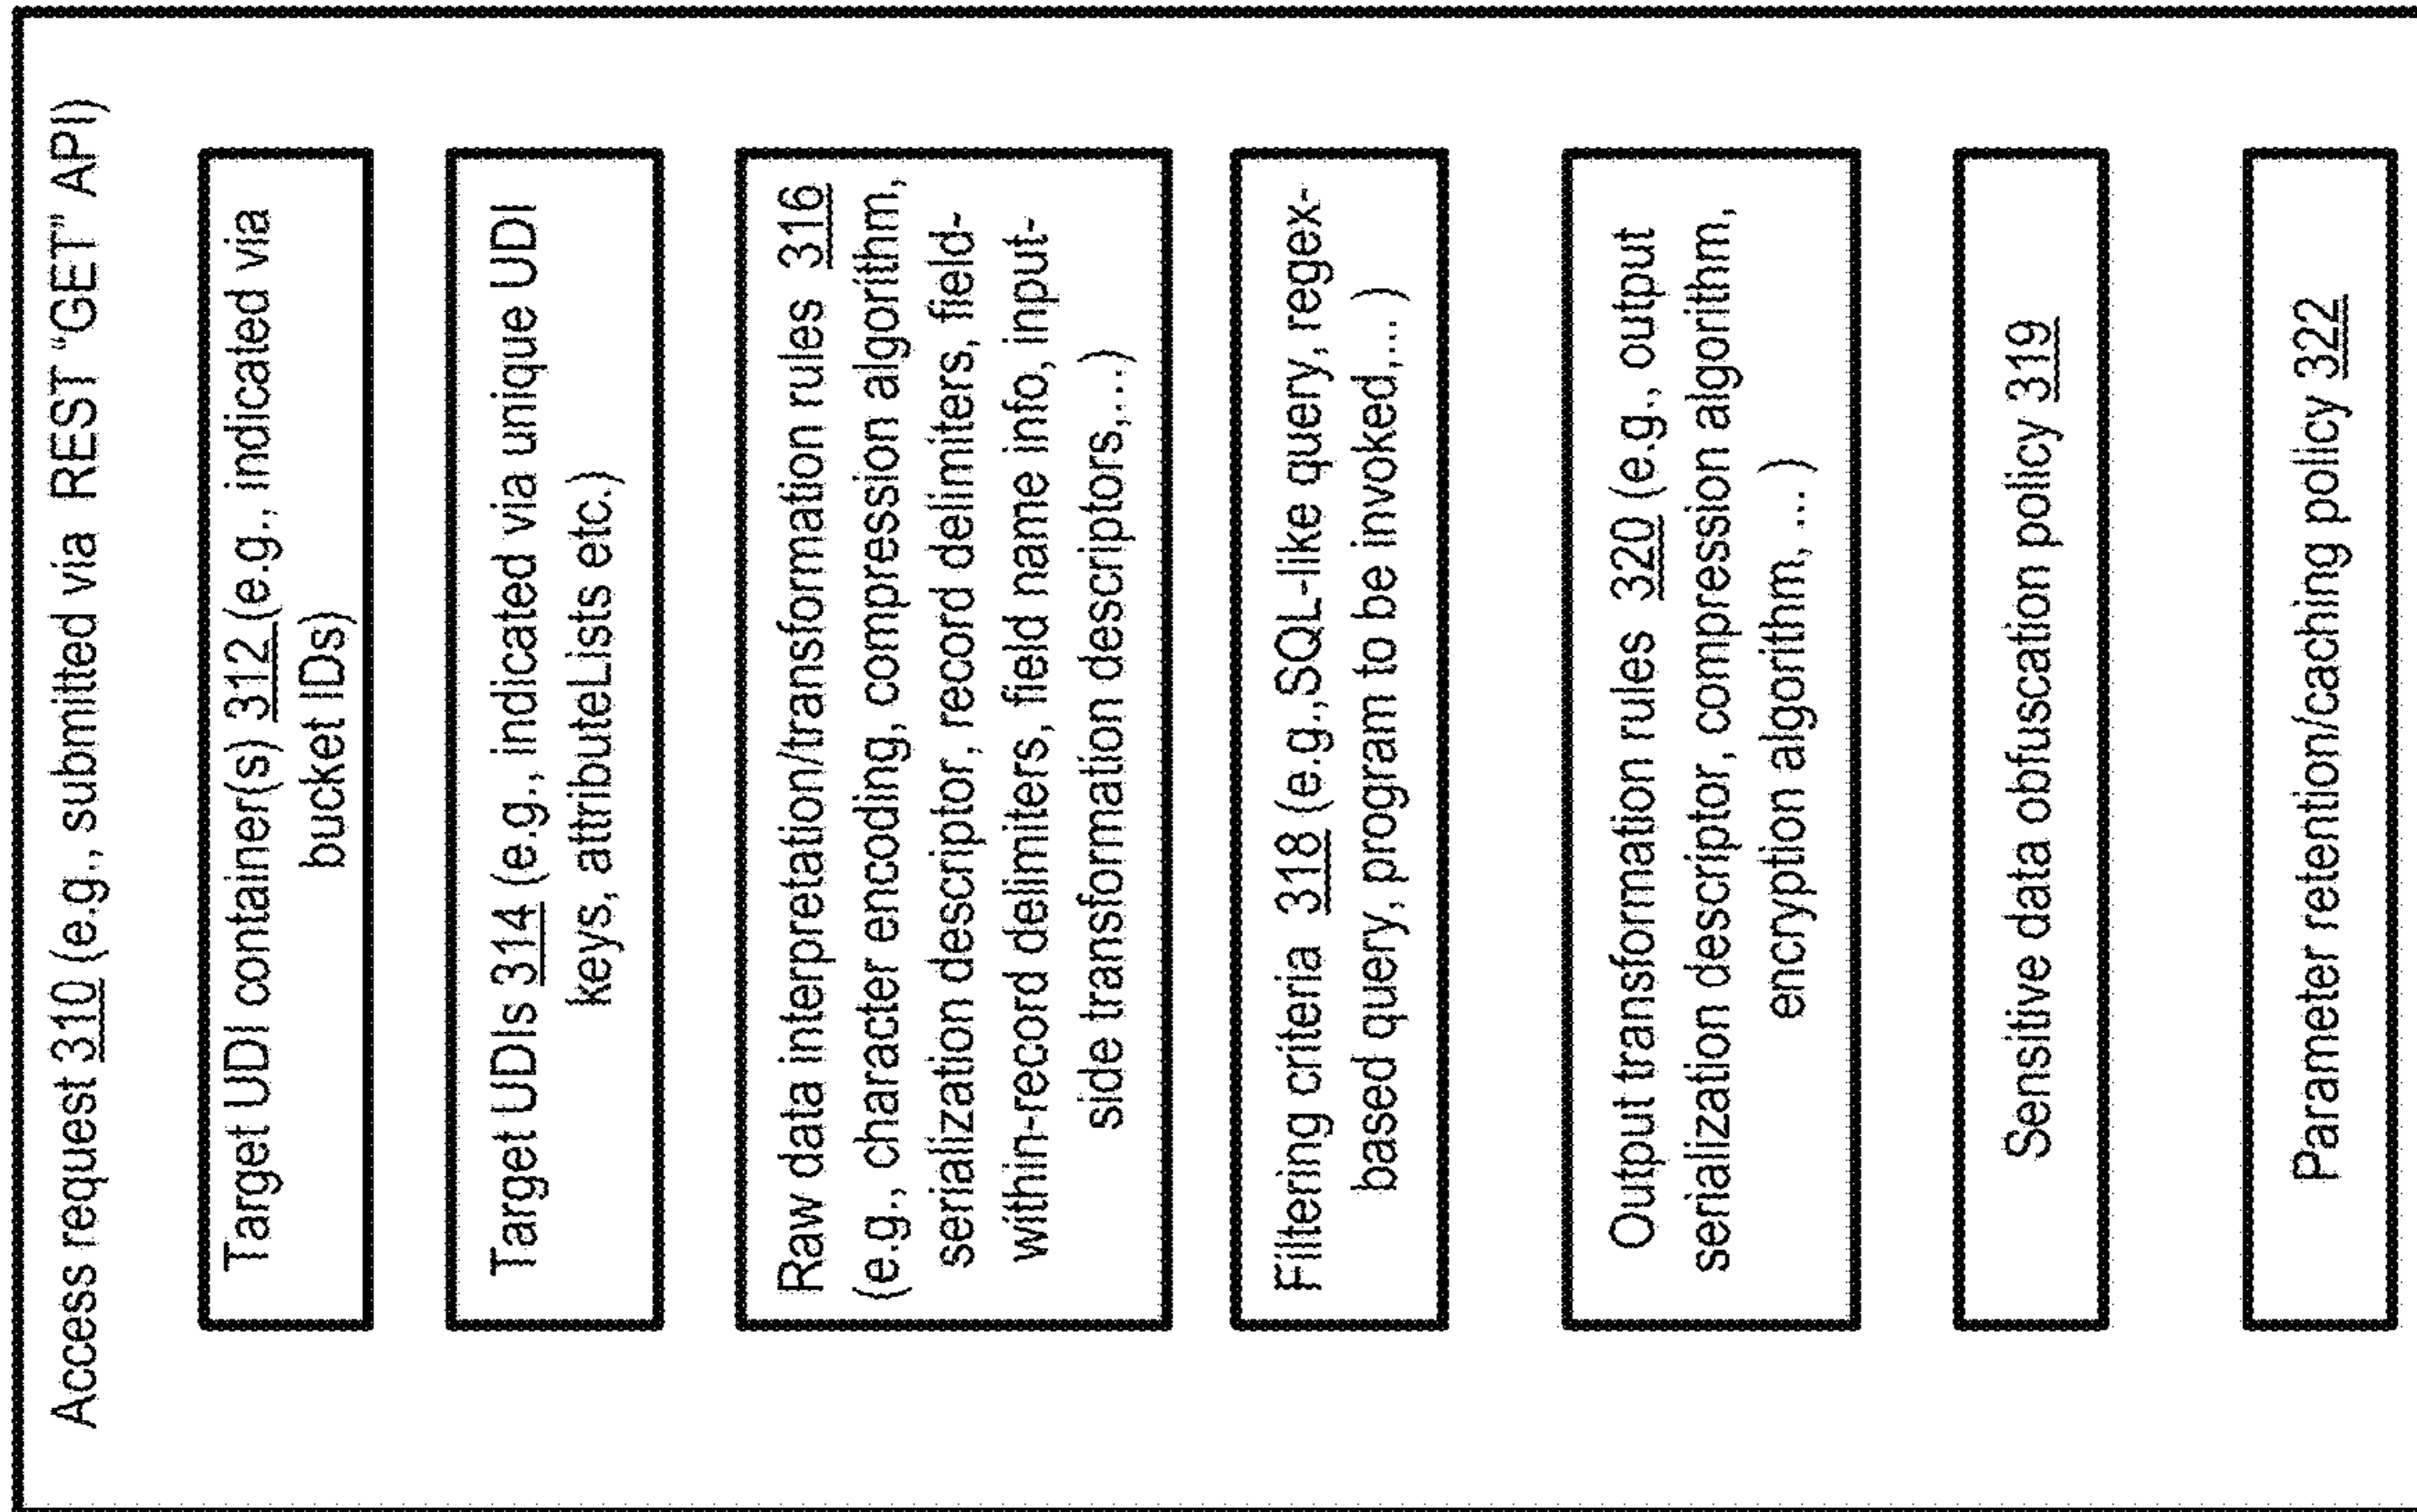 Access request 310 (e.g., submitted via REST “GET” API)
Target UDI container(s) 312 (e.g., indicated via
bucket IDs)
Target UDIs 314 (e.g., indicated via unique UDI
keys, attributeLists etc.)
Raw data interpretation/transformation rules 316
(e.g., character encoding, compression algorithm,
serialization descriptor, record delimiters, field-
within-record delimiters, field name info, input-
side transformation descriptors,...)
Filtering criteria 318 (e.g.,SQL-like query, regex-
based query, program to be invoked,... )
Output transformation rules 320 (e.g., output
serialization descriptor, compression algorithm,
encryption algorithm, ... )
Sensitive data obfuscation policy 319
Parameter retention/caching policy 322